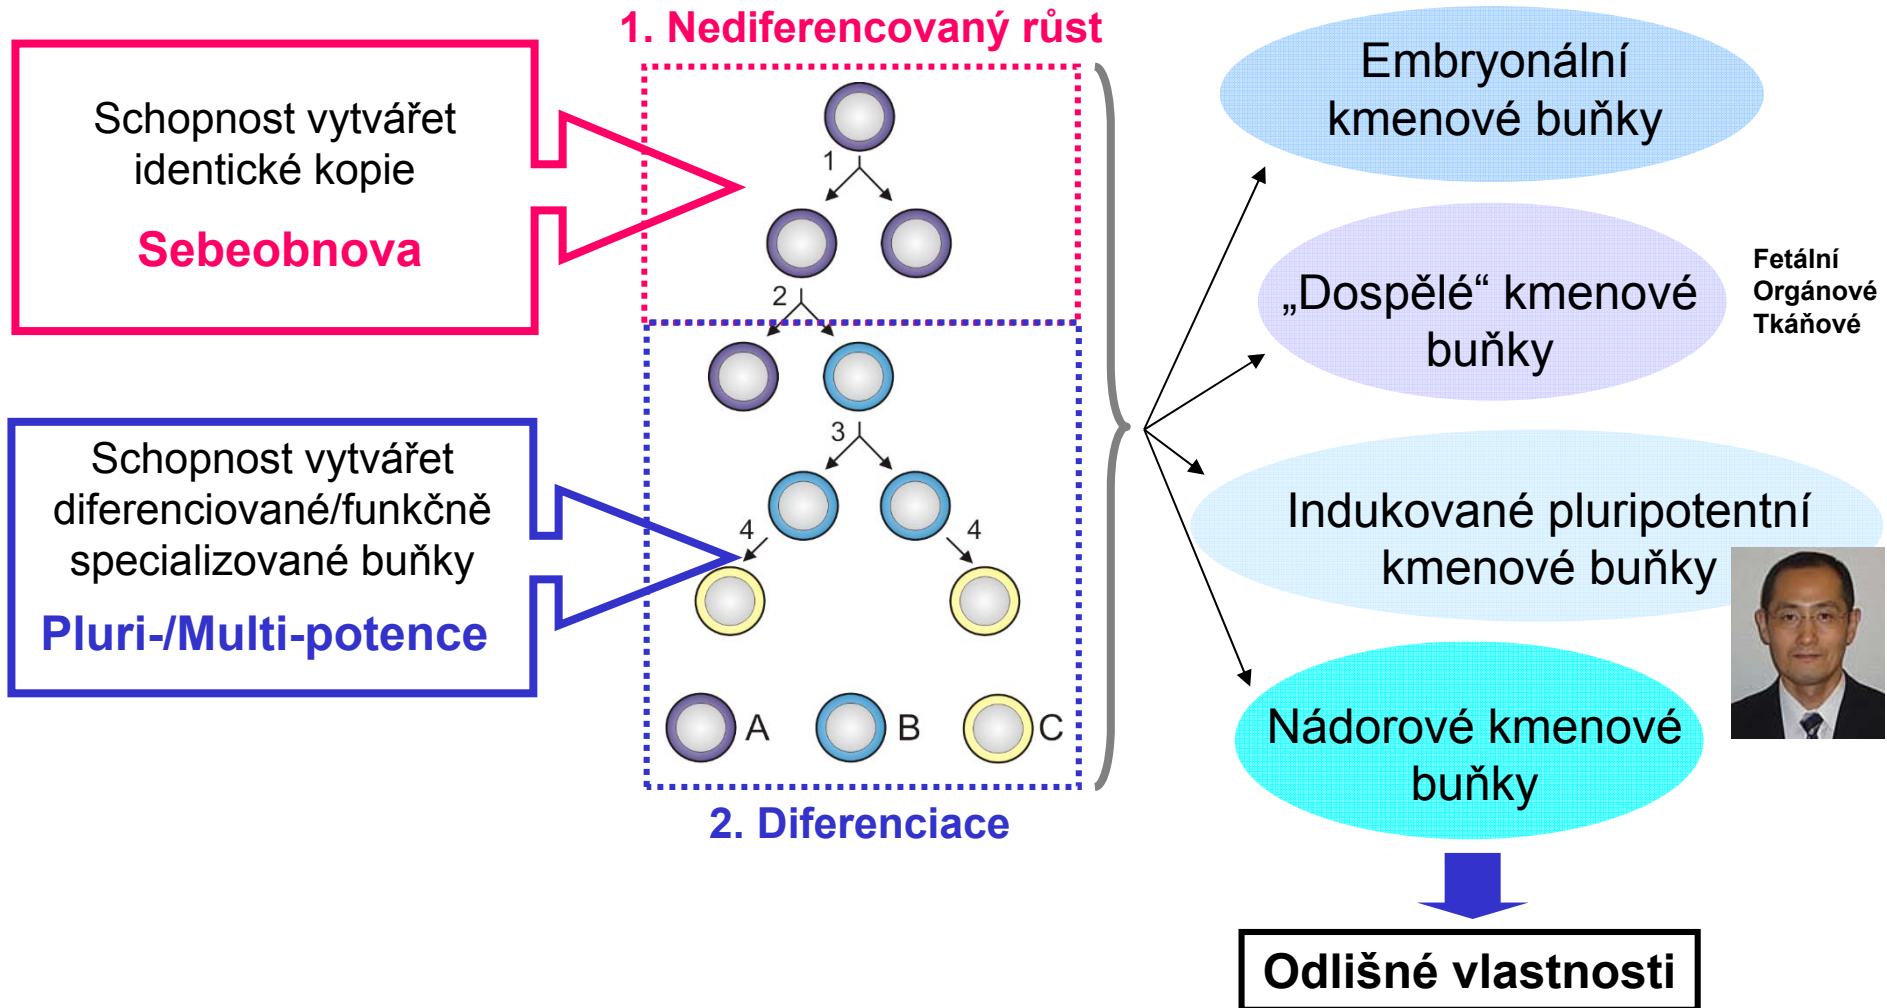 1. Nediferencovaný růst
Schopnost vytvářet
identické kopie
Sebeobnova
Schopnost vytvářet
diferenciované/funkčně
specializované buňky
Pluri-/Multi-potence
1
2
3
4
4
A
B
C
2. Diferenciace
Embryonální
kmenové buňky
„Dospělé“ kmenové
buňky
Fetální
Orgánové
Tkáňové
Indukované pluripotentní
kmenové buňky
Nádorové kmenové
buňky
Odlišné vlastnosti